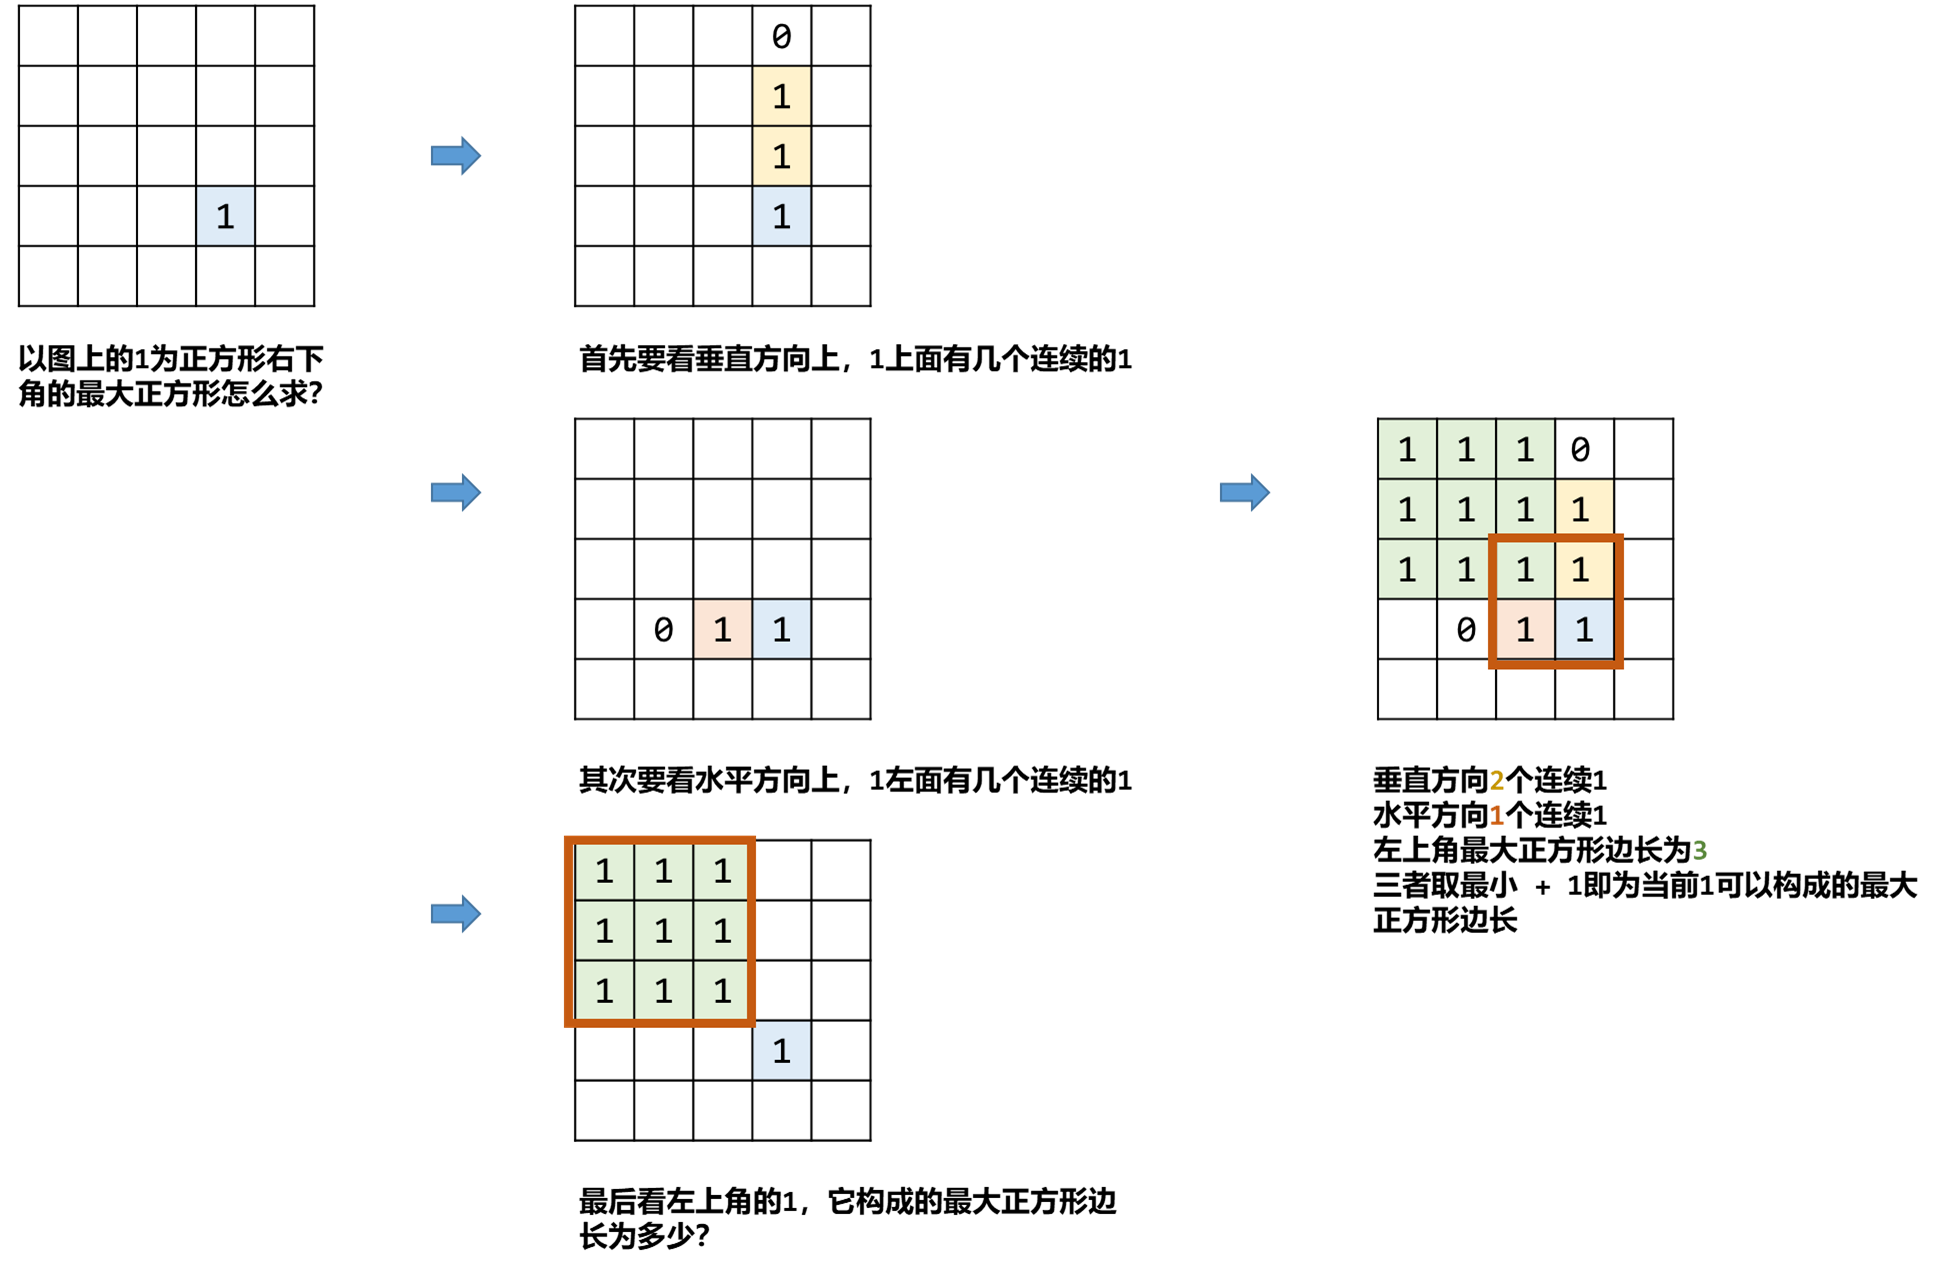 1
以图上的1为正方形右下
角的最大正方形怎么求?
0
1
1
1
首先要看垂直方向上，1上面有几个连续的1
0 1 1
其次要看水平方向上，1左面有几个连续的1
1 1 1
1 1 1
1 1 1
1
最后看左上角的1，它构成的最大正方形边
长为多少?
1 1 1 0
1 1 1 1
1 1 1 1
0 1 1
垂直方向2个连续1
水平方向1个连续1
左上角最大正方形边长为3
三者取最小 + 1即为当前1可以构成的最大
正方形边长